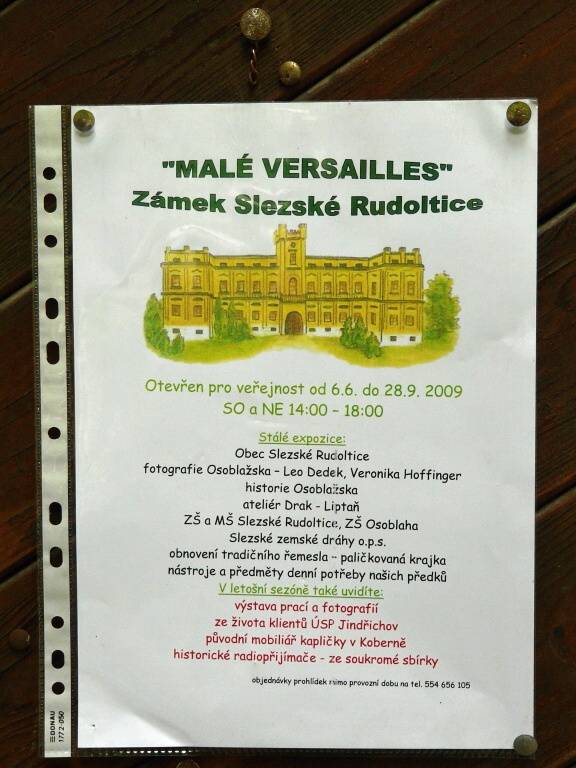 "MALÉ VERSAILLES"
Zámek Slezské Rudoltice
Otevřen pro veřejnost od 6.6. do 28.9. 2009
SO a NE 14:00 – 18:00
Stálé expozice:
Obec Slezské Rudoltice
fotografie Osoblažska – Leo Dedek, Veronika Hoffinger
historie Osoblažska
ateliér Drak - Liptaň
ZŠ a MŠ Slezské Rudoltice, ZŠ Osoblaha
Slezské zemské dráhy o.p.s.
obnovení tradičního řemesla – paličkovaná krajka
nástroje a předměty denní potřeby našich předků
V letošní sezóně také uvidíte:
výstava prací a fotografií
ze života klientů ÚSP Jindřichov
původní mobiliář kapličky v Koberně
historické radiopřijímače - ze soukromé sbírky
objednávky prohlídek mimo provozní dobu na tel. 554 656 105
DONAU
1772-050